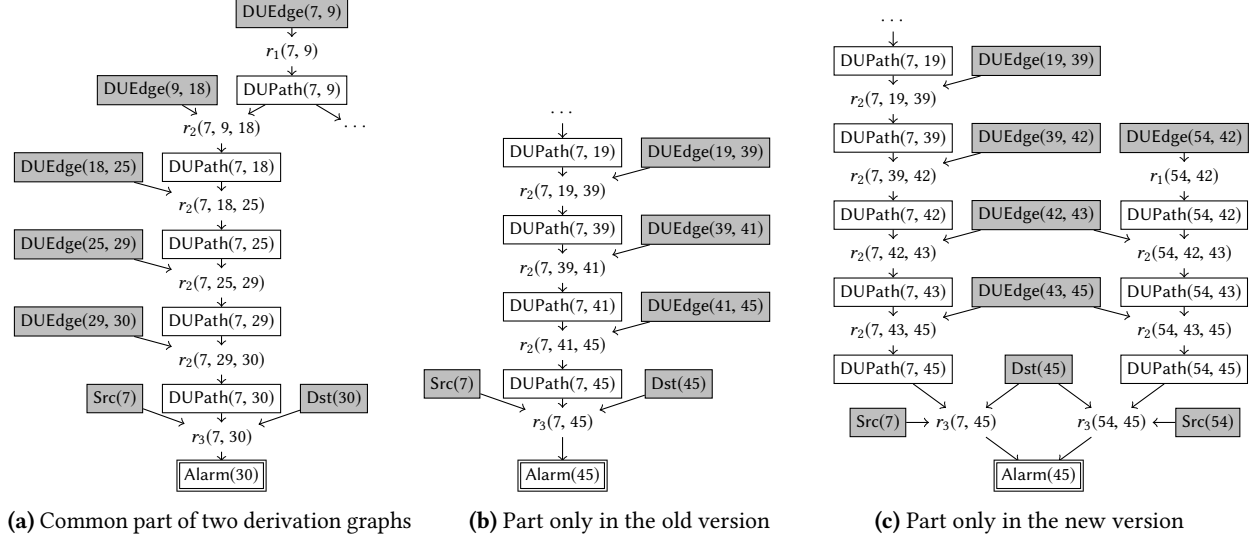 DUEdge(7, 9)
r₁(7, 9)
DUEdge(9, 18) DUPath(7, 9)
r₂(7, 9, 18) . . .
DUEdge(18, 25) DUPath(7, 18)
r₂(7, 18, 25)
DUEdge(25, 29) DUPath(7, 25)
r₂(7, 25, 29)
DUEdge(29, 30) DUPath(7, 29)
r₂(7, 29, 30)
Src(7) DUPath(7, 30) Dst(30)
r₃(7, 30)
Alarm(30)
(a) Common part of two derivation graphs
. . .
DUPath(7, 19) DUEdge(19, 39)
r₂(7, 19, 39)
DUPath(7, 39) DUEdge(39, 41)
r₂(7, 39, 41)
DUPath(7, 41) DUEdge(41, 45)
r₂(7, 41, 45)
Src(7) DUPath(7, 45) Dst(45)
r₃(7, 45)
Alarm(45)
(b) Part only in the old version
. . .
DUPath(7, 19) DUEdge(19, 39)
r₂(7, 19, 39)
DUPath(7, 39) DUEdge(39, 42) DUEdge(54, 42)
r₂(7, 39, 42) r₁(54, 42)
DUPath(7, 42) DUEdge(42, 43) DUPath(54, 42)
r₂(7, 42, 43) r₂(54, 42, 43)
DUPath(7, 43) DUEdge(43, 45) DUPath(54, 43)
r₂(7, 43, 45) r₂(54, 43, 45)
DUPath(7, 45) Dst(45) DUPath(54, 45)
Src(7) r₃(7, 45) r₃(54, 45) Src(54)
Alarm(45)
(c) Part only in the new version